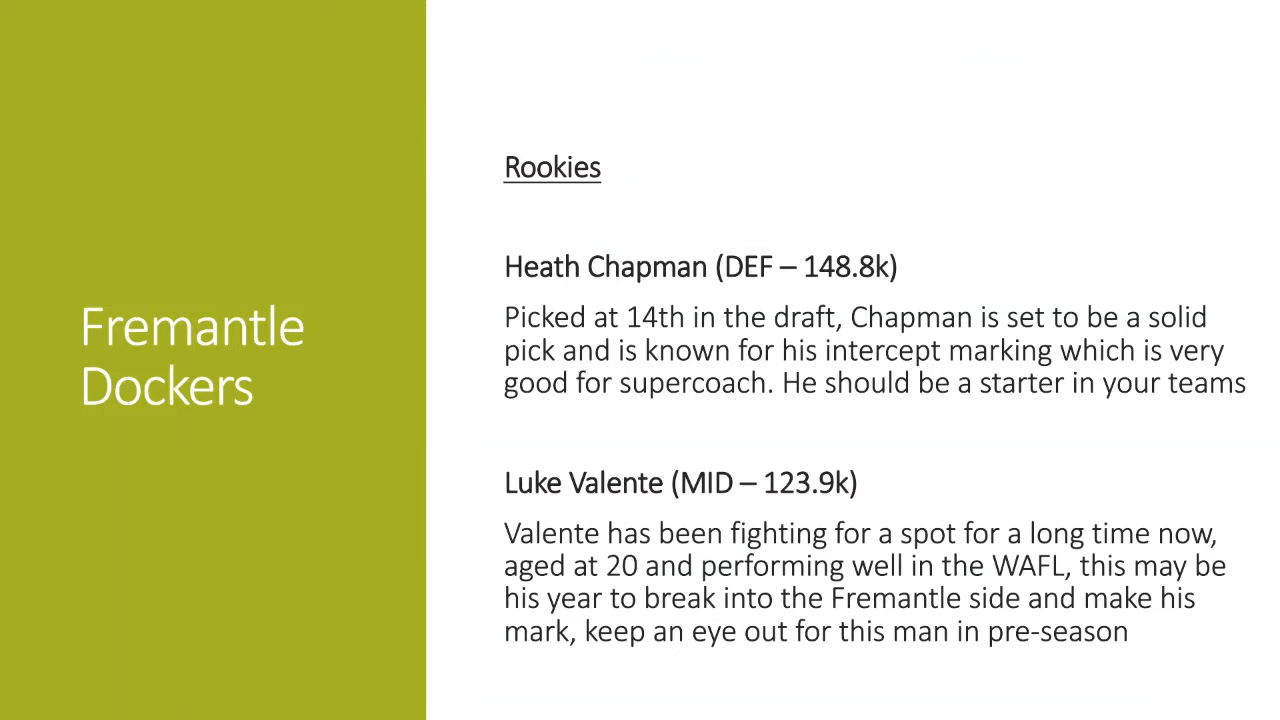 Fremantle
Dockers
Rookies
Heath Chapman (DEF – 148.8k)
Picked at 14th in the draft, Chapman is set to be a solid
pick and is known for his intercept marking which is very
good for supercoach. He should be a starter in your teams
Luke Valente (MID – 123.9k)
Valente has been fighting for a spot for a long time now,
aged at 20 and performing well in the WAFL, this may be
his year to break into the Fremantle side and make his
mark, keep an eye out for this man in pre-season